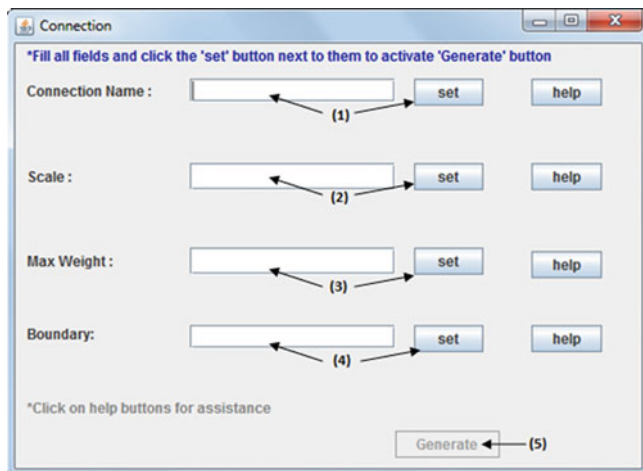 Connection
*Fill all fields and click the 'set' button next to them to activate 'Generate' button
Connection Name :
set
help
(1)
Scale :
set
help
(2)
Max Weight :
set
help
(3)
Boundary:
set
help
(4)
*Click on help buttons for assistance
Generate
(5)